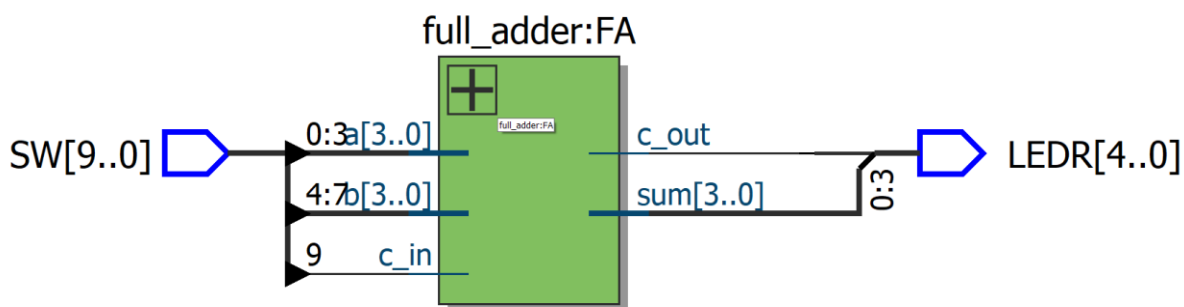 full_adder:FA
full_adder:FA
SW[9..0]
0:3 a[3..0]
c_out
LEDR[4..0]
4:7 b[3..0]
sum[3..0]
0:3
9 c_in